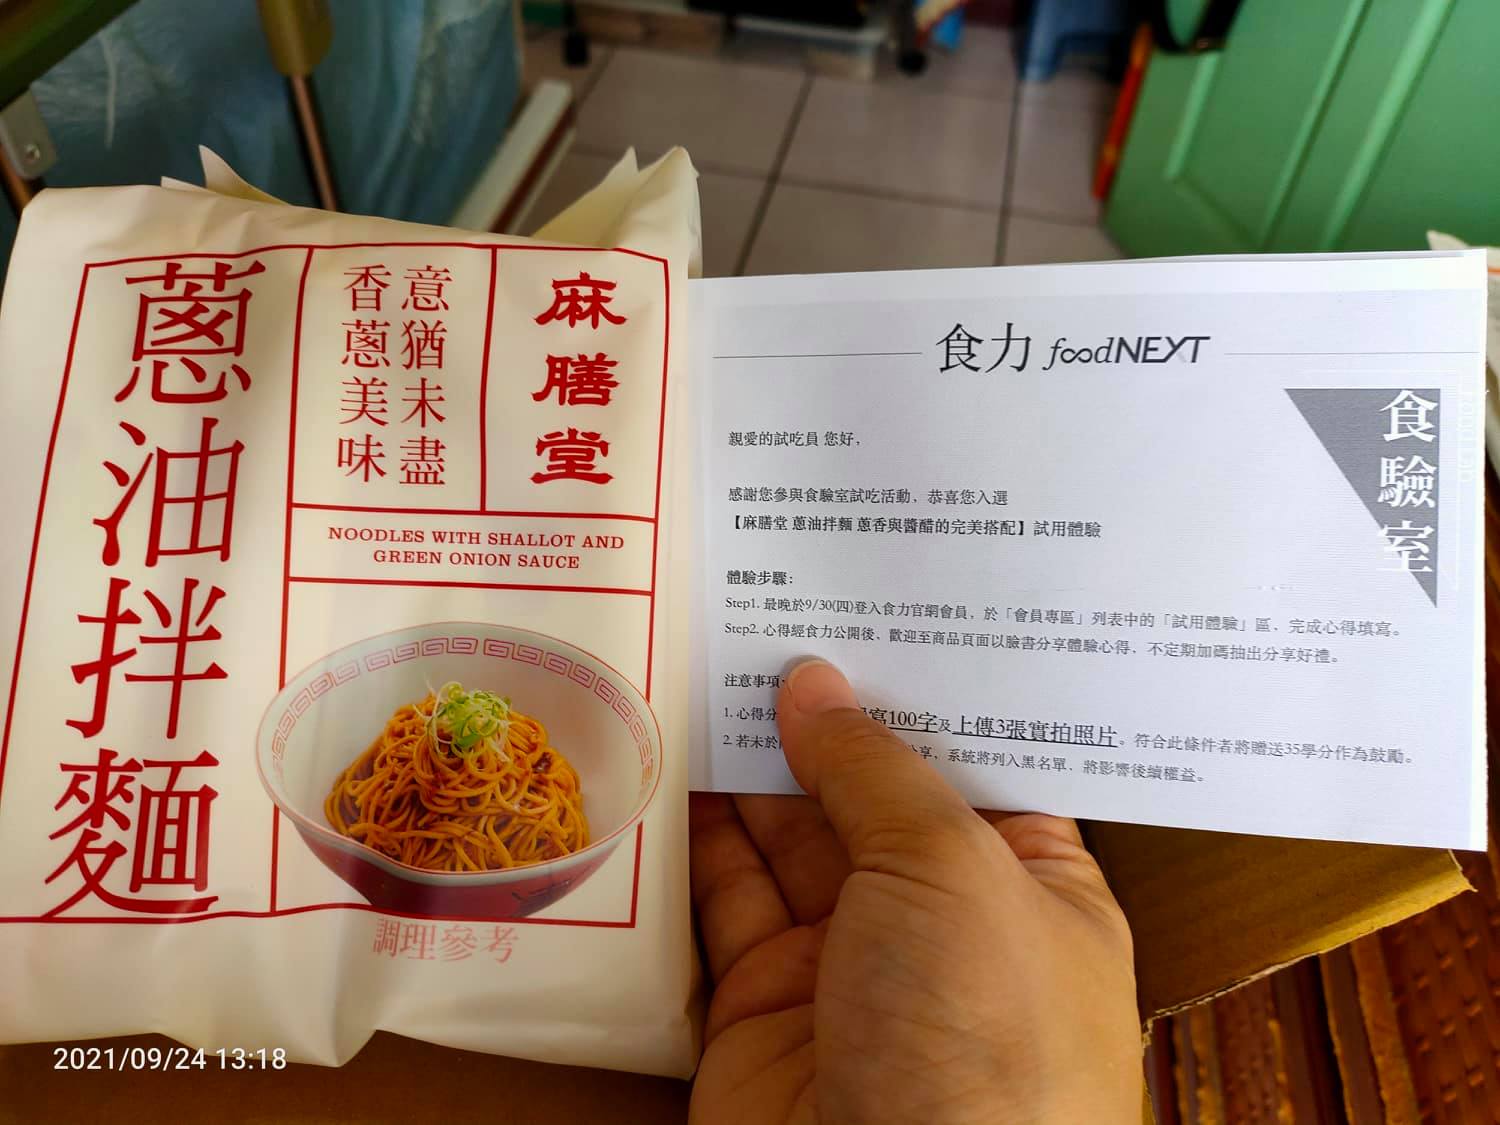 麻膳堂
意猶未盡
香蔥美味
蔥油拌麵
NOODLES WITH SHALLOT AND
GREEN ONION SAUCE
調理參考
食力 foodNEXT
食驗室
親愛的試吃員 您好，
感謝您參與食驗室試吃活動，恭喜您入選
【麻膳堂 蔥油拌麵 蔥香與醬醋的完美搭配】試用體驗
體驗步驟：
Step1. 最晚於9/30(四)登入食力官網會員，於「會員專區」列表中的「試用體驗」區，完成心得填寫。
Step2. 心得經食力公開後，歡迎至商品頁面以臉書分享體驗心得，不定期加碼抽出分享好禮。
注意事項:
1. 心得分 寫100字及上傳3張實拍照片。符合此條件者將贈送35學分作為鼓勵。
2. 若未於 分享，系統將列入黑名單，將影響後續權益。
2021/09/24 13:18